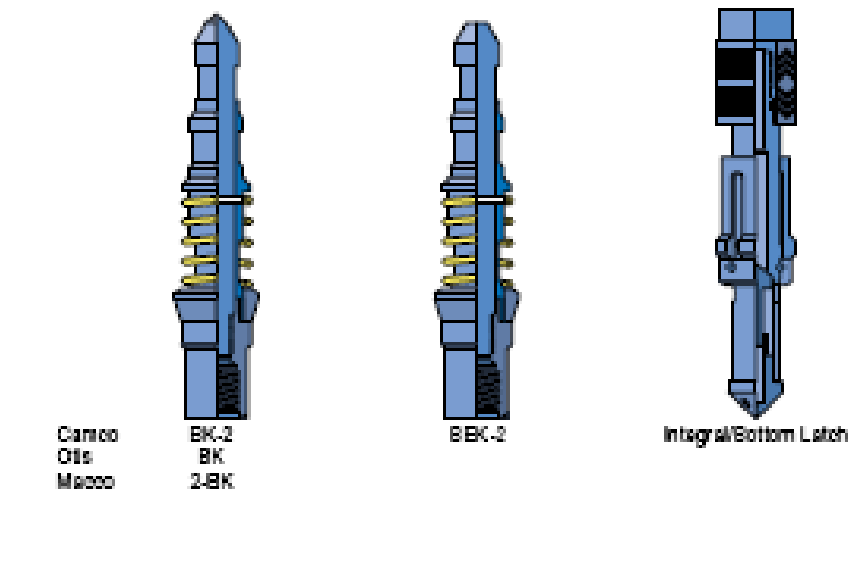 Camco BK-2 BEK-2 Integral/Bottom Latch
Otis BK
Macco 2-BK